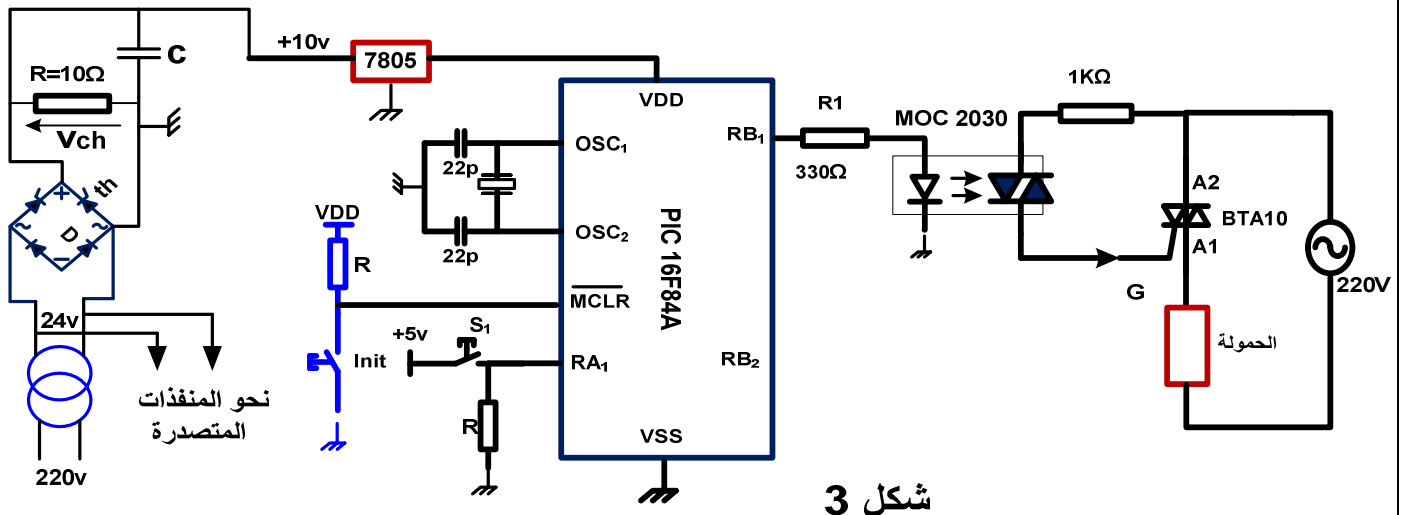 +10v
7805
C
R=10Ω
Vch
th
D
24v
220v
نحو المنفذات
المتصدرة
22p
22p
VDD
R
Init
+5v
S1
R
VDD
OSC1
OSC2
MCLR
RA1
VSS
PIC 16F84A
RB1
RB2
R1
330Ω
MOC 2030
1KΩ
A2
BTA10
A1
G
220V
الحمولة
شكل 3